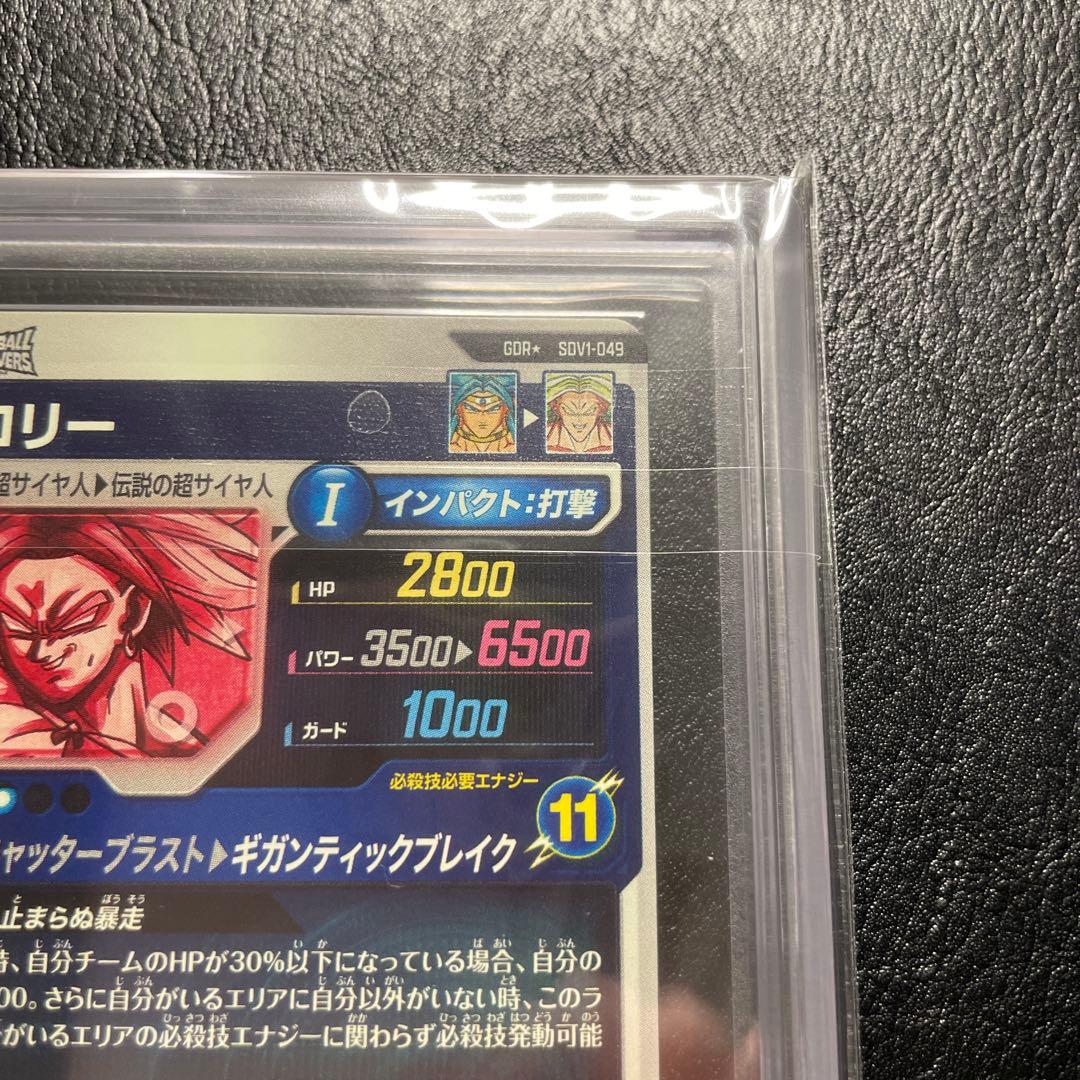 BALL
VERS
GDR★ SDV1-049
ロリー
超サイヤ人▶伝説の超サイヤ人
I インパクト:打撃
HP 2800
パワー 3500▶6500
ガード 1000
必殺技必要エナジー
11
ャッターブラスト▶ギガンティックブレイク
止まらぬ暴走
時、自分チームのHPが30%以下になっている場合、自分の
00。さらに自分がいるエリアに自分以外がいない時、このラ
がいるエリアの必殺技エナジーに関わらず必殺技発動可能